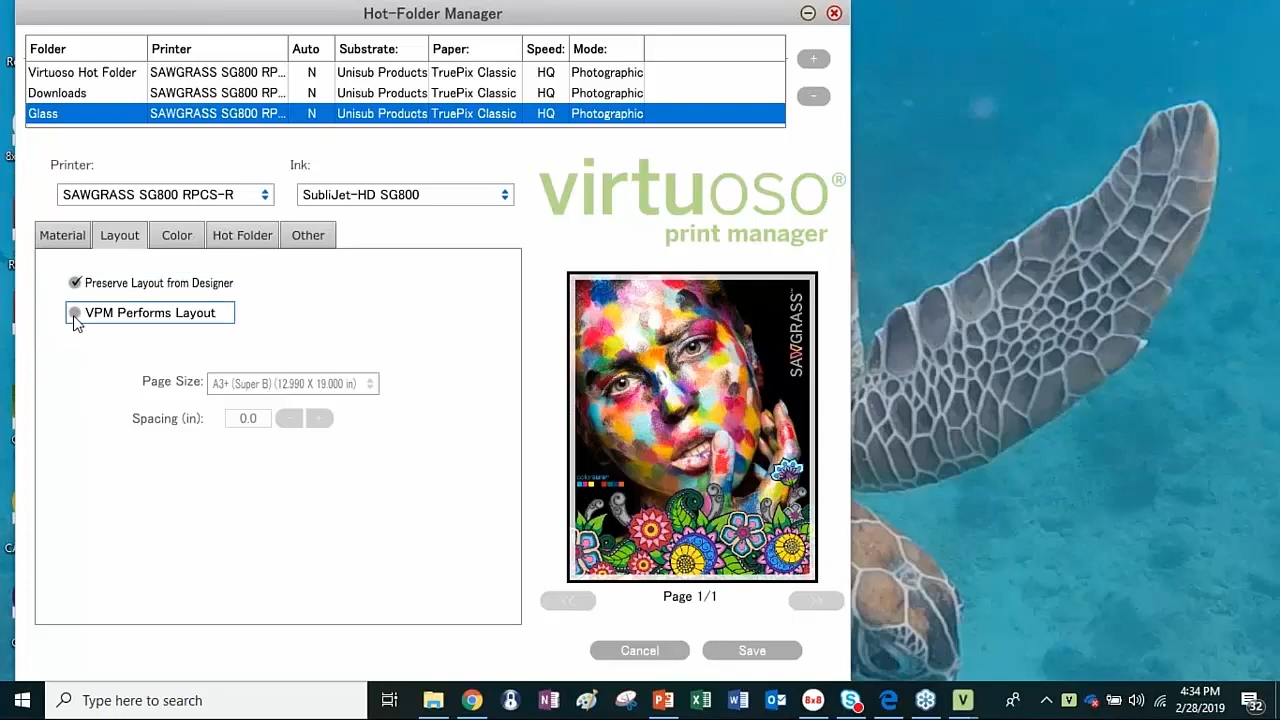 Hot-Folder Manager
Folder Printer Auto Substrate: Paper: Speed: Mode:
Virtuoso Hot Folder SAWGRASS SG800 RP... N Unisub Products TruePix Classic HQ Photographic
Downloads SAWGRASS SG800 RP... N Unisub Products TruePix Classic HQ Photographic
Glass SAWGRASS SG800 RP... N Unisub Products TruePix Classic HQ Photographic
+
-
Printer: Ink:
SAWGRASS SG800 RPCS-R SubliJet-HD SG800
virtuoso®
print manager
Material Layout Color Hot Folder Other
Preserve Layout from Designer
VPM Performs Layout
SAWGRASS
Page Size: A3+ (Super B) (12.990 X 19.000 in)
Spacing (in): 0.0 - +
Page 1/1
<< >>
Cancel Save
Type here to search
4:34 PM
2/28/2019
32